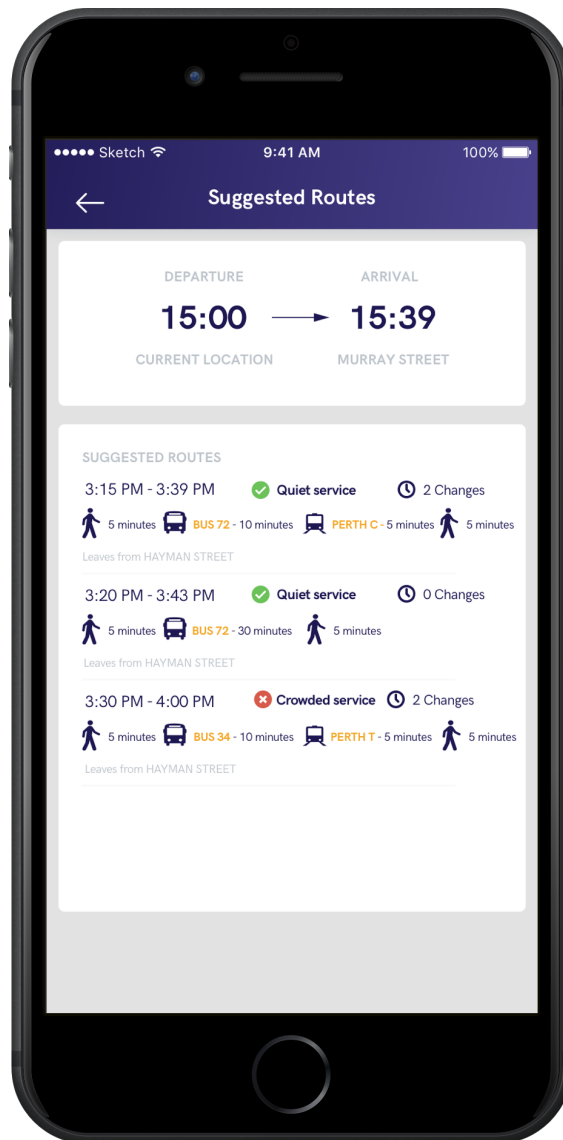 Sketch 9:41 AM 100%
Suggested Routes
DEPARTURE ARRIVAL
15:00 15:39
CURRENT LOCATION MURRAY STREET
SUGGESTED ROUTES
3:15 PM - 3:39 PM Quiet service 2 Changes
5 minutes BUS 72 - 10 minutes PERTH C - 5 minutes 5 minutes
Leaves from HAYMAN STREET
3:20 PM - 3:43 PM Quiet service 0 Changes
5 minutes BUS 72 - 30 minutes 5 minutes
Leaves from HAYMAN STREET
3:30 PM - 4:00 PM Crowded service 2 Changes
5 minutes BUS 34 - 10 minutes PERTH T - 5 minutes 5 minutes
Leaves from HAYMAN STREET